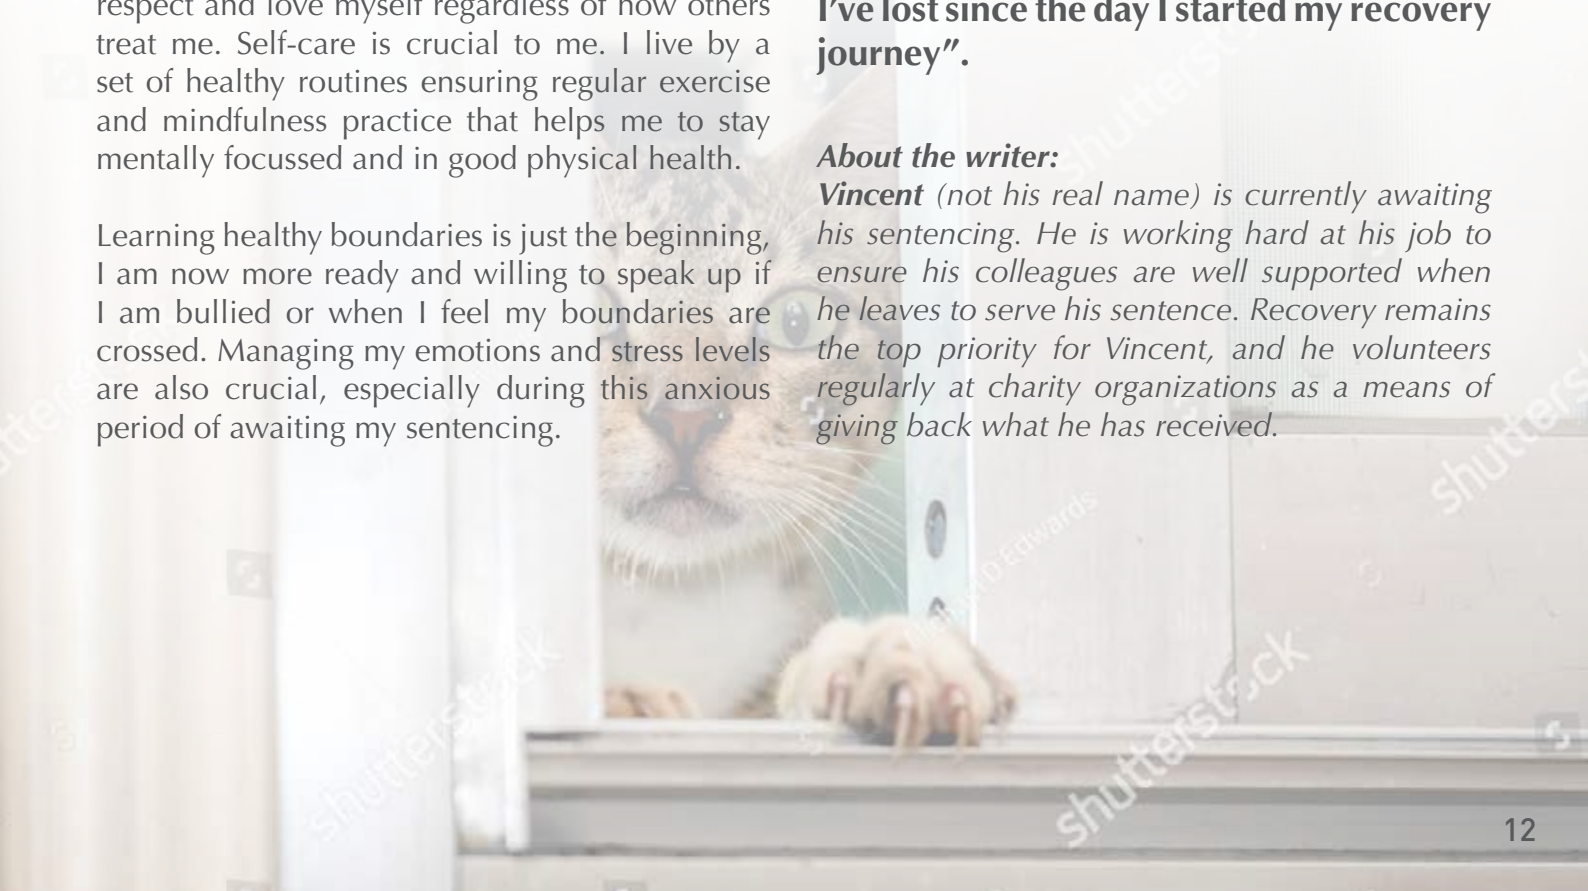 respect and love myself regardless of how others
treat me. Self-care is crucial to me. I live by a
set of healthy routines ensuring regular exercise
and mindfulness practice that helps me to stay
mentally focussed and in good physical health.
Learning healthy boundaries is just the beginning,
I am now more ready and willing to speak up if
I am bullied or when I feel my boundaries are
crossed. Managing my emotions and stress levels
are also crucial, especially during this anxious
period of awaiting my sentencing.
I've lost since the day I started my recovery
journey".
About the writer:
Vincent (not his real name) is currently awaiting
his sentencing. He is working hard at his job to
ensure his colleagues are well supported when
he leaves to serve his sentence. Recovery remains
the top priority for Vincent, and he volunteers
regularly at charity organizations as a means of
giving back what he has received.
shutterstock
shutterstock
shutterstock
Edwards
12